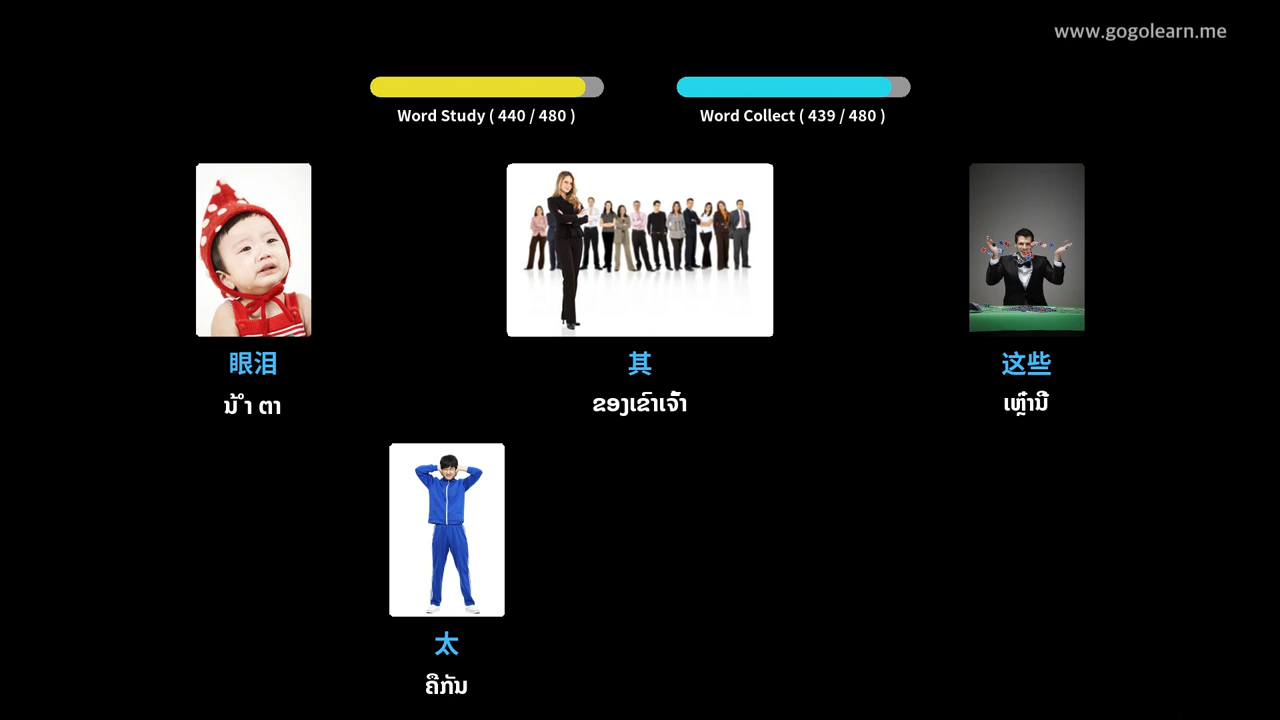 www.gogolearn.me
Word Study ( 440 / 480 )
Word Collect ( 439 / 480 )
眼泪
其
这些
ນ້ ຳ ຕາ
ຂອງເຂົາເຈົ້າ
ເຫຼົ່ານີ້
太
ຄືກັນ